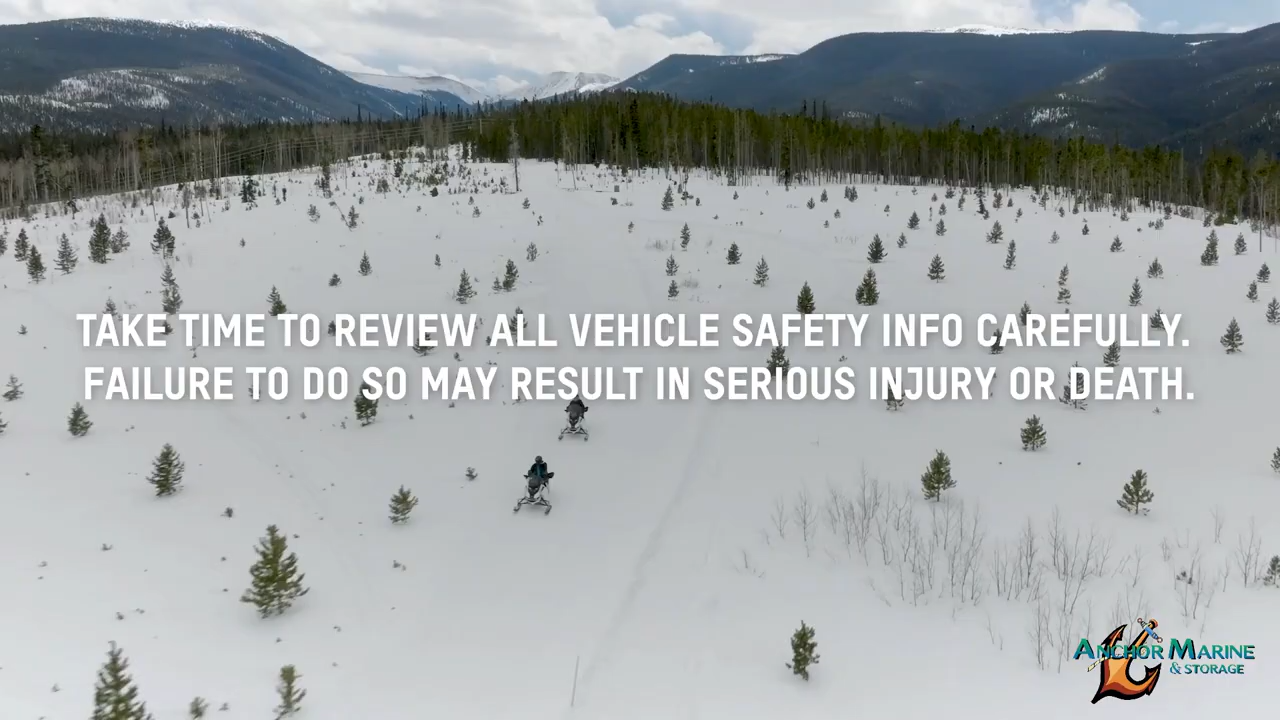 TAKE TIME TO REVIEW ALL VEHICLE SAFETY INFO CAREFULLY.
FAILURE TO DO SO MAY RESULT IN SERIOUS INJURY OR DEATH.
ANCHOR MARINE
& STORAGE